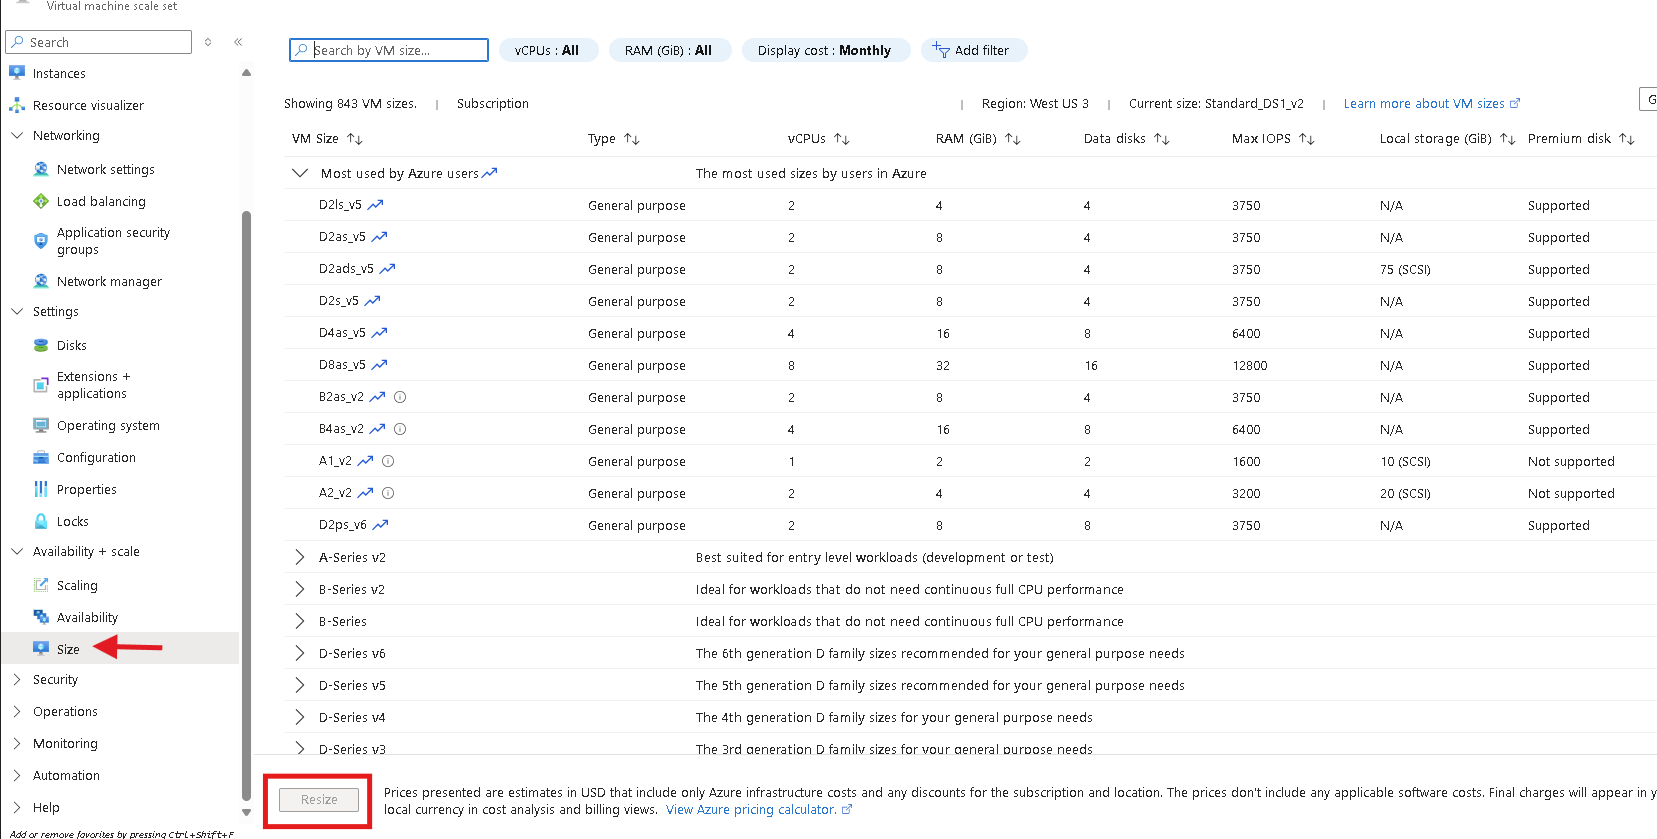 Virtual machine scale set
Search
Instances
Resource visualizer
Networking
Network settings
Load balancing
Application security
groups
Network manager
Settings
Disks
Extensions +
applications
Operating system
Configuration
Properties
Locks
Availability + scale
Scaling
Availability
Size
Security
Operations
Monitoring
Automation
Help
Add or remove favorites by pressing Ctrl+Shift+F
Search by VM size...
vCPUs : All
RAM (GiB) : All
Display cost : Monthly
Add filter
Showing 843 VM sizes. | Subscription | Region: West US 3 | Current size: Standard_DS1_v2 | Learn more about VM sizes
G
VM Size Type vCPUs RAM (GiB) Data disks Max IOPS Local storage (GiB) Premium disk
Most used by Azure users The most used sizes by users in Azure
D2ls_v5 General purpose 2 4 4 3750 N/A Supported
D2as_v5 General purpose 2 8 4 3750 N/A Supported
D2ads_v5 General purpose 2 8 4 3750 75 (SCSI) Supported
D2s_v5 General purpose 2 8 4 3750 N/A Supported
D4as_v5 General purpose 4 16 8 6400 N/A Supported
D8as_v5 General purpose 8 32 16 12800 N/A Supported
B2as_v2 General purpose 2 8 4 3750 N/A Supported
B4as_v2 General purpose 4 16 8 6400 N/A Supported
A1_v2 General purpose 1 2 2 1600 10 (SCSI) Not supported
A2_v2 General purpose 2 4 4 3200 20 (SCSI) Not supported
D2ps_v6 General purpose 2 8 8 3750 N/A Supported
A-Series v2 Best suited for entry level workloads (development or test)
B-Series v2 Ideal for workloads that do not need continuous full CPU performance
B-Series Ideal for workloads that do not need continuous full CPU performance
D-Series v6 The 6th generation D family sizes recommended for your general purpose needs
D-Series v5 The 5th generation D family sizes recommended for your general purpose needs
D-Series v4 The 4th generation D family sizes for your general purpose needs
D-Series v3 The 3rd generation D family sizes for your general purpose needs
Resize
Prices presented are estimates in USD that include only Azure infrastructure costs and any discounts for the subscription and location. The prices don't include any applicable software costs. Final charges will appear in y
local currency in cost analysis and billing views. View Azure pricing calculator.